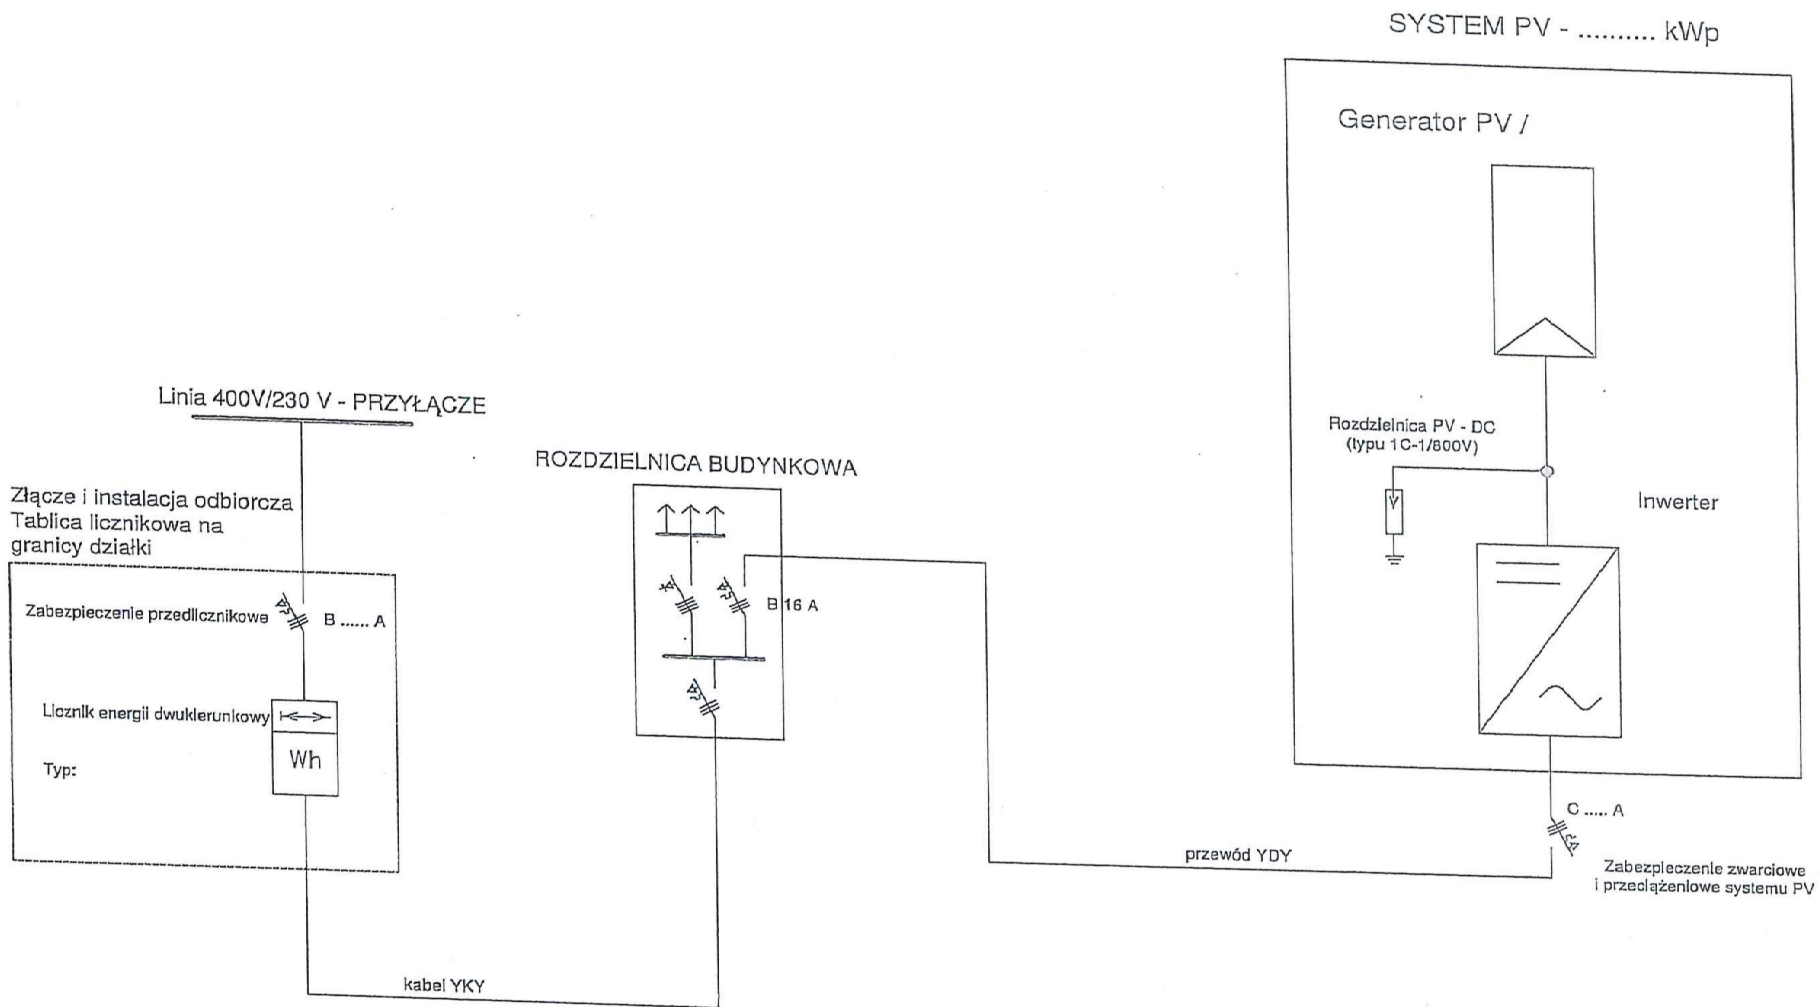 SYSTEM PV - .......... kWp
Generator PV /
Linia 400V/230 V - PRZYŁĄCZE
Rozdzielnica PV - DC
(typu 1C-1/800V)
ROZDZIELNICA BUDYNKOWA
Złącze i instalacja odbiorcza
Tablica licznikowa na
granicy działki
Inwerter
Zabezpieczenie przedlicznikowe
B ...... A
B 16 A
Licznik energii dwukierunkowy
Wh
Typ:
C ..... A
przewód YDY
Zabezpieczenie zwarciowe
i przeciążeniowe systemu PV
kabel YKY